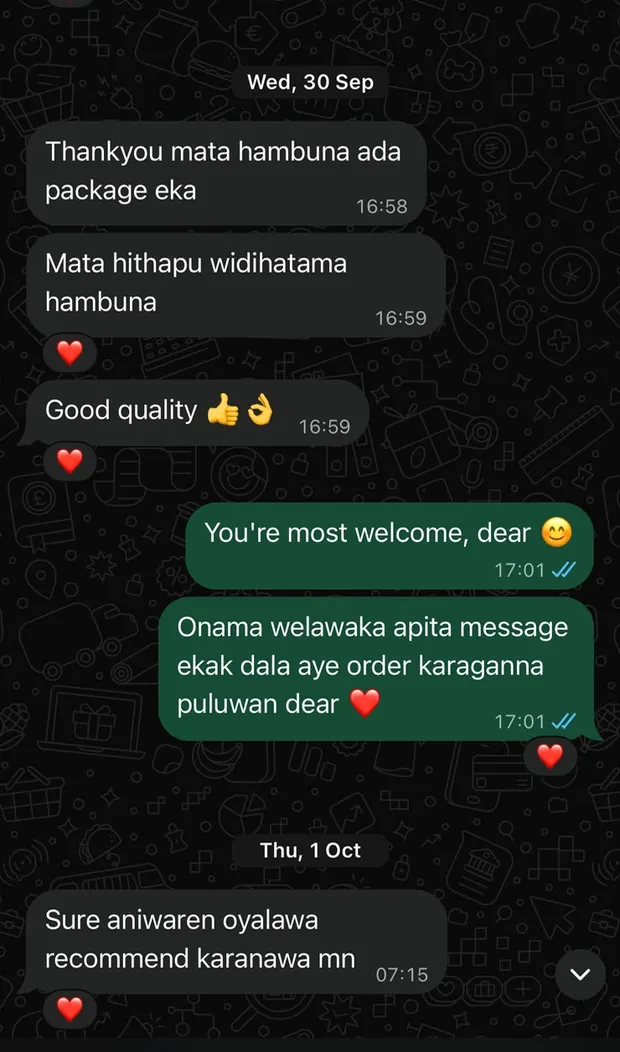 Wed, 30 Sep
Thankyou mata hambuna ada
package eka
16:58
Mata hithapu widihatama
hambuna
16:59
Good quality 👍👌
16:59
You're most welcome, dear 😊
17:01
Onama welawaka apita message
ekak dala aye order karaganna
puluwan dear ❤️
17:01
Thu, 1 Oct
Sure aniwaren oyalawa
recommend karanawa mn
07:15